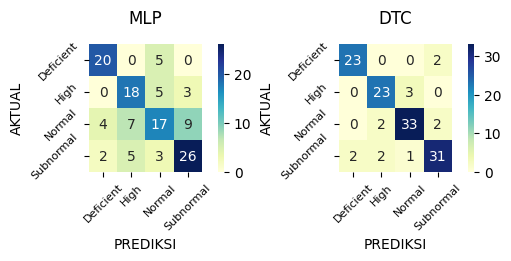 MLP
AKTUAL
Deficient 20 0 5 0
High 0 18 5 3
Normal 4 7 17 9
Subnormal 2 5 3 26
Deficient High Normal Subnormal
PREDIKSI
20
10
0
DTC
AKTUAL
Deficient 23 0 0 2
High 0 23 3 0
Normal 0 2 33 2
Subnormal 2 2 1 31
Deficient High Normal Subnormal
PREDIKSI
30
20
10
0